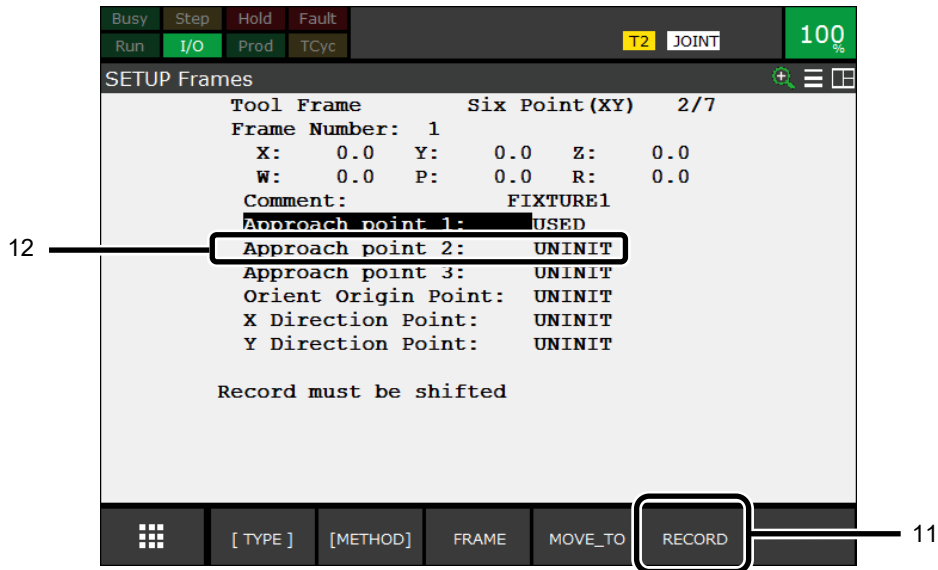 Busy Step Hold Fault
Run I/O Prod TCyc T2 JOINT 100%
SETUP Frames
Tool Frame Six Point(XY) 2/7
Frame Number: 1
X: 0.0 Y: 0.0 Z: 0.0
W: 0.0 P: 0.0 R: 0.0
Comment: FIXTURE1
Approach point 1: USED
12 Approach point 2: UNINIT
Approach point 3: UNINIT
Orient Origin Point: UNINIT
X Direction Point: UNINIT
Y Direction Point: UNINIT
Record must be shifted
[ TYPE ] [METHOD] FRAME MOVE_TO RECORD 11